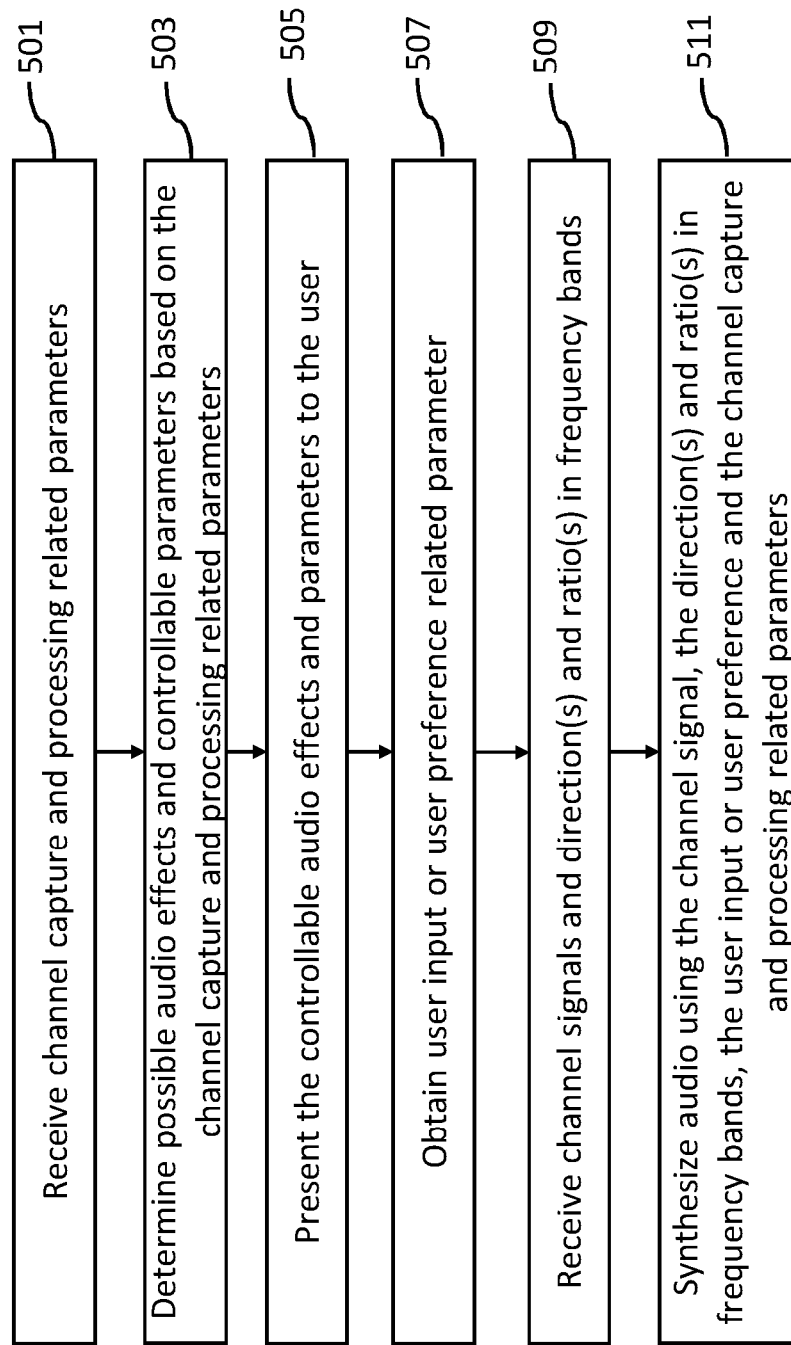 Receive channel capture and processing related parameters
501
Determine possible audio effects and controllable parameters based on the
channel capture and processing related parameters
503
Present the controllable audio effects and parameters to the user
505
Obtain user input or user preference related parameter
507
Receive channel signals and direction(s) and ratio(s) in frequency bands
509
Synthesize audio using the channel signal, the direction(s) and ratio(s) in
frequency bands, the user input or user preference and the channel capture
and processing related parameters
511